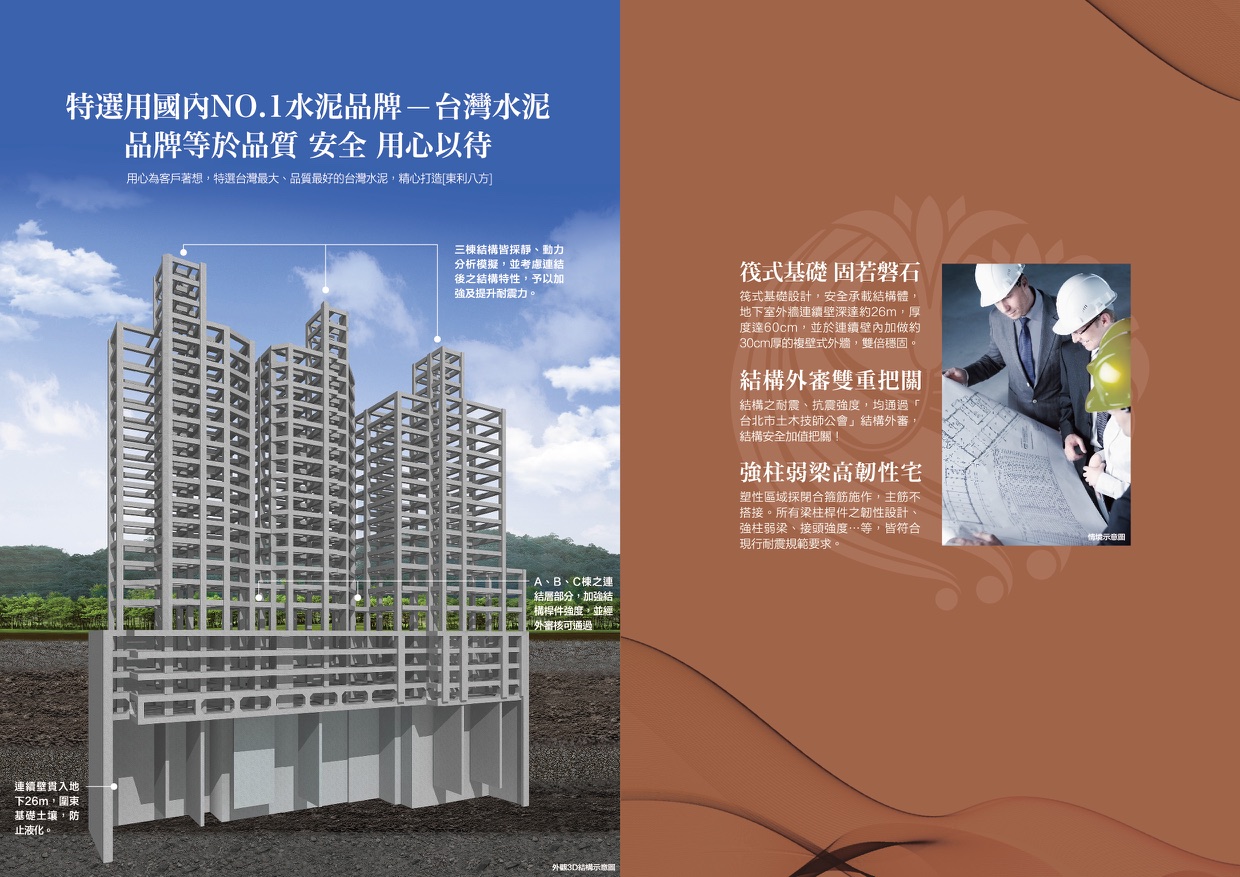 特選用國內NO.1水泥品牌－台灣水泥
品牌等於品質 安全 用心以待
用心為客戶著想，特選台灣最大、品質最好的台灣水泥，精心打造[東利八方]
三棟結構皆採靜、動力
分析模擬，並考慮連結
後之結構特性，予以加
強及提升耐震力。
A、B、C棟之連
結層部分，加強結
構桿件強度，並經
外審核可通過
連續壁貫入地
下26m，圍束
基礎土壤，防
止液化。
外觀3D結構示意圖
筏式基礎 固若磐石
筏式基礎設計，安全承載結構體，
地下室外牆連續壁深達約26m，厚
度達60cm，並於連續壁內加做約
30cm厚的複壁式外牆，雙倍穩固。
結構外審雙重把關
結構之耐震、抗震強度，均通過「
台北市土木技師公會」結構外審，
結構安全加值把關！
強柱弱梁高韌性宅
塑性區域採閉合箍筋施作，主筋不
搭接。所有梁柱桿件之韌性設計、
強柱弱梁、接頭強度…等，皆符合
現行耐震規範要求。
情境示意圖